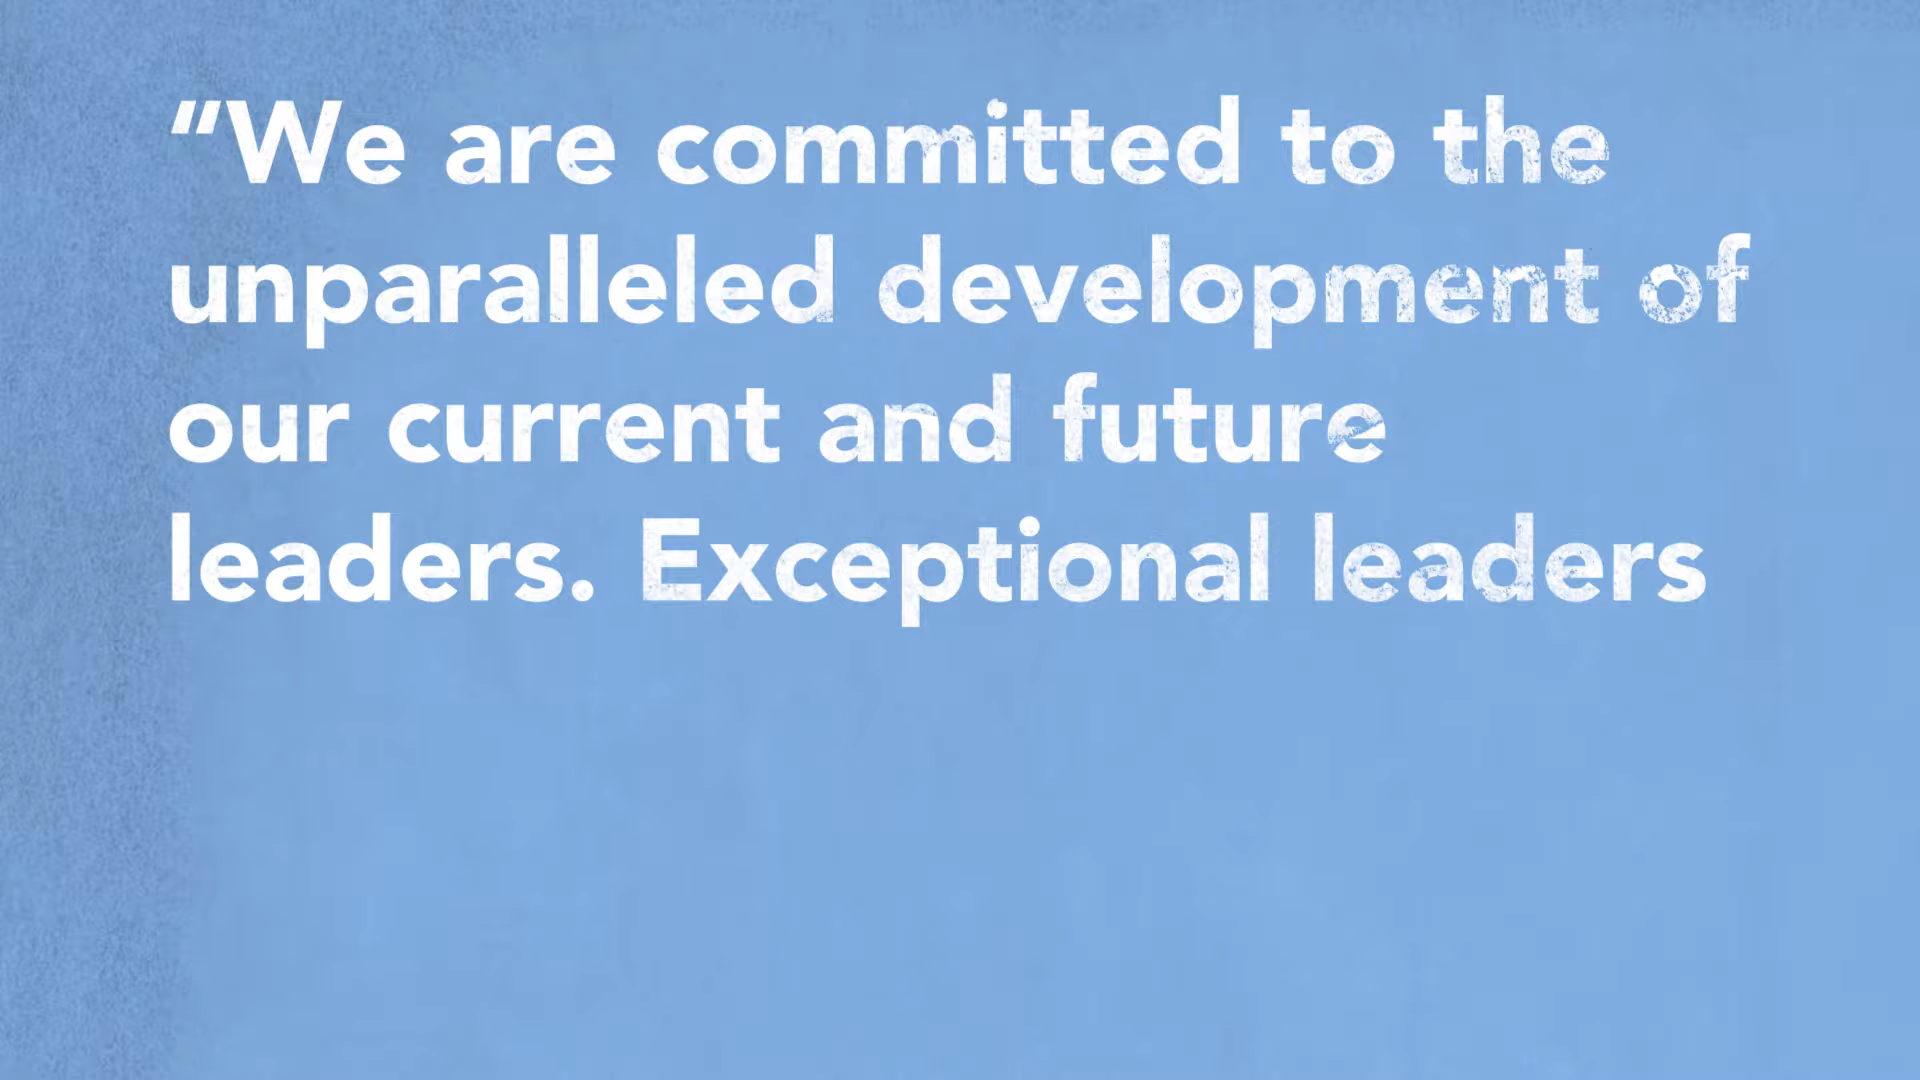 “We are committed to the
unparalleled development of
our current and future
leaders. Exceptional leaders